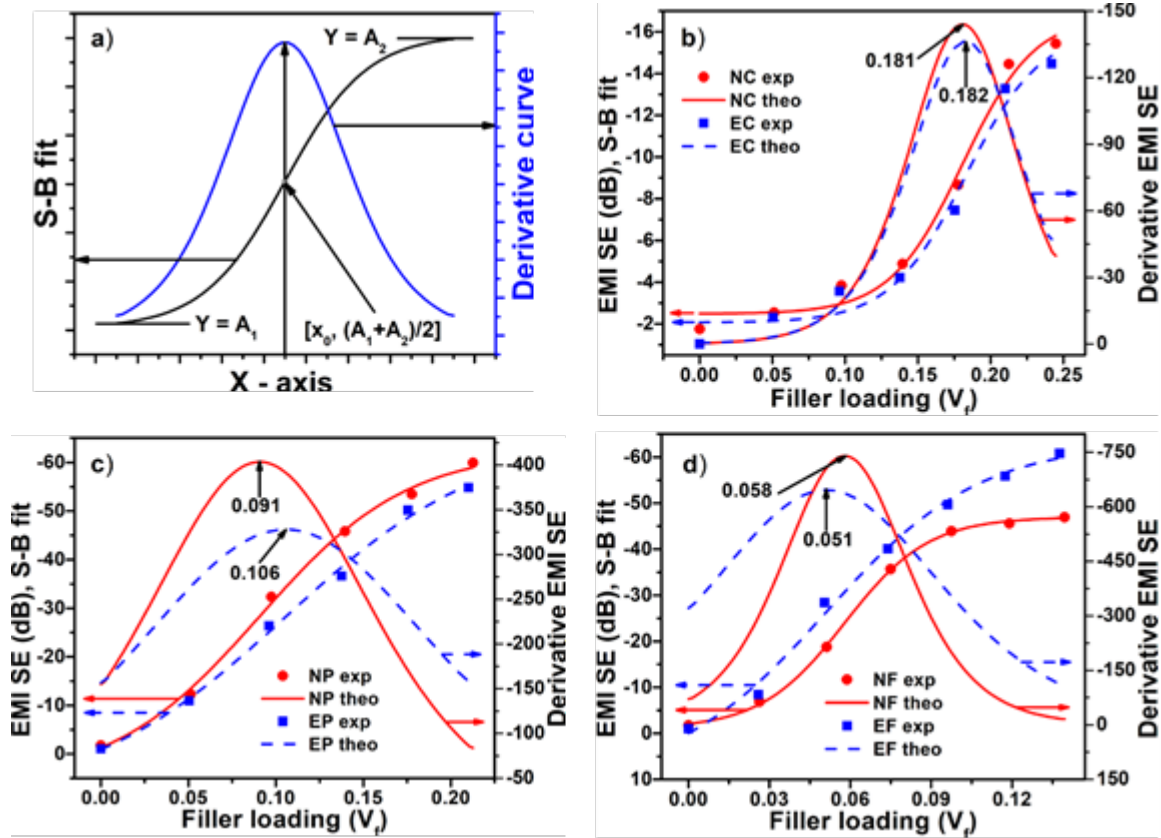 a)
Y = A₂
Y = A₁
[x₀, (A₁+A₂)/2]
S-B fit
Derivative curve
X - axis
b)
-16
-14
-12
-10
-8
-6
-4
-2
EMI SE (dB), S-B fit
NC exp
NC theo
EC exp
EC theo
0.181
0.182
-150
-120
-90
-60
-30
0
Derivative EMI SE
0.00 0.05 0.10 0.15 0.20 0.25
Filler loading (V_f)
c)
-60
-50
-40
-30
-20
-10
0
EMI SE (dB), S-B fit
0.091
0.106
NP exp
NP theo
EP exp
EP theo
-400
-350
-300
-250
-200
-150
-100
-50
Derivative EMI SE
0.00 0.05 0.10 0.15 0.20
Filler loading (V_f)
d)
-60
-50
-40
-30
-20
-10
0
10
EMI SE (dB), S-B fit
0.058
0.051
NF exp
NF theo
EF exp
EF theo
-750
-600
-450
-300
-150
0
150
Derivative EMI SE
0.00 0.03 0.06 0.09 0.12
Filler loading (V_f)